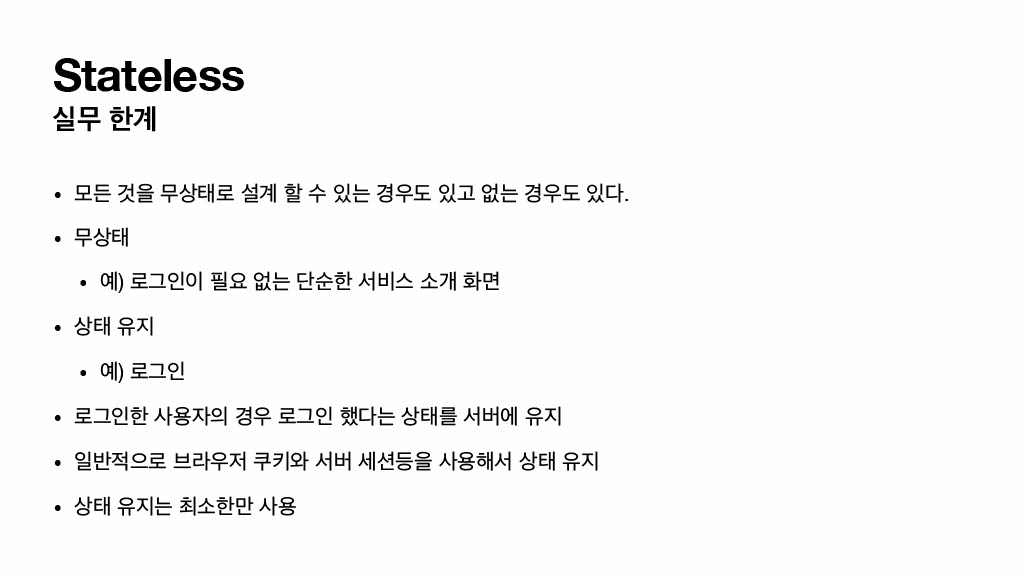 Stateless
실무 한계
• 모든 것을 무상태로 설계 할 수 있는 경우도 있고 없는 경우도 있다.
• 무상태
• 예) 로그인이 필요 없는 단순한 서비스 소개 화면
• 상태 유지
• 예) 로그인
• 로그인한 사용자의 경우 로그인 했다는 상태를 서버에 유지
• 일반적으로 브라우저 쿠키와 서버 세션등을 사용해서 상태 유지
• 상태 유지는 최소한만 사용